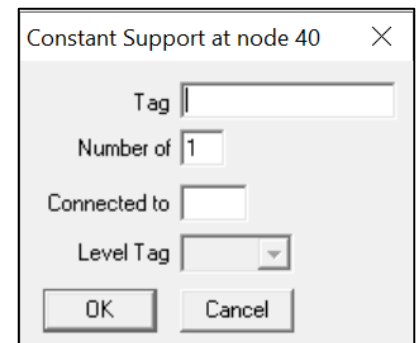 Constant Support at node 40
Tag
Number of 1
Connected to
Level Tag
OK Cancel